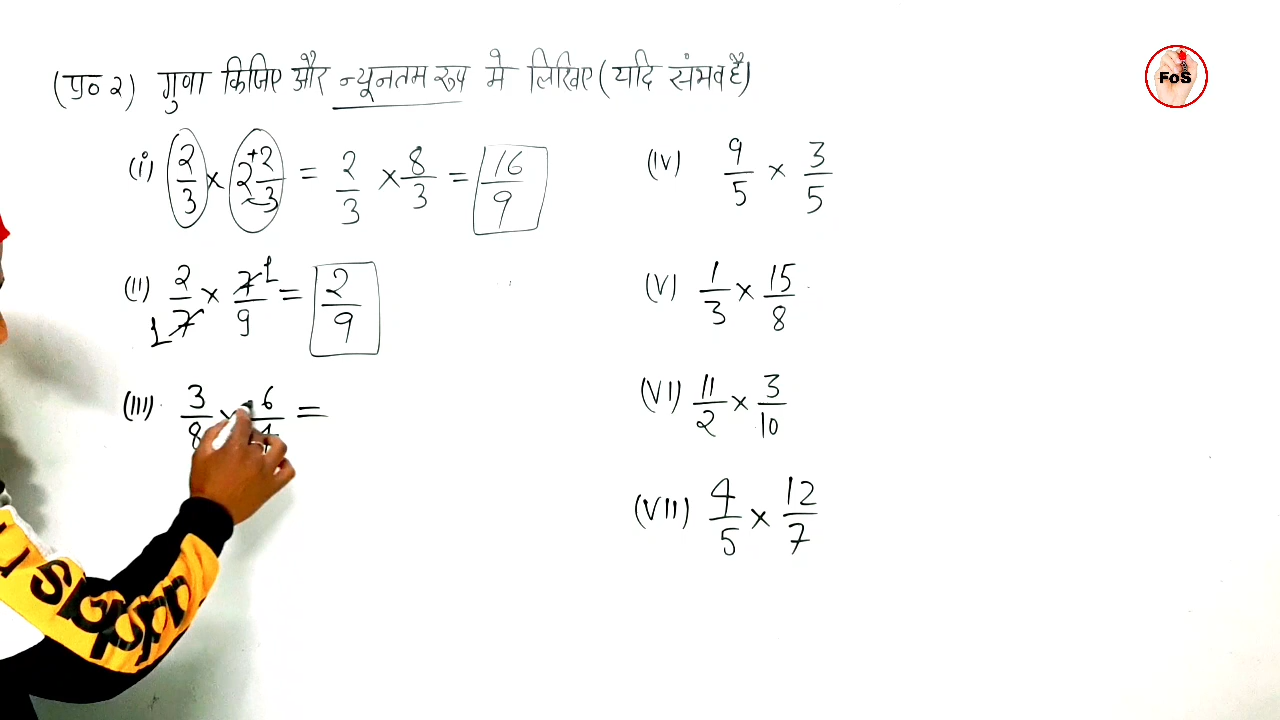 (प्र० २) गुणा किजिए और न्यूनतम रूप मे लिखिए (यदि संभव है)
(i) 2/3 × 2 2/3 = 2/3 × 8/3 = 16/9
(II) 2/7 × 7/9 = 2/9
(III) 3/8 × 6/4 =
(IV) 9/5 × 3/5
(V) 1/3 × 15/8
(VI) 11/2 × 3/10
(VII) 4/5 × 12/7
FoS